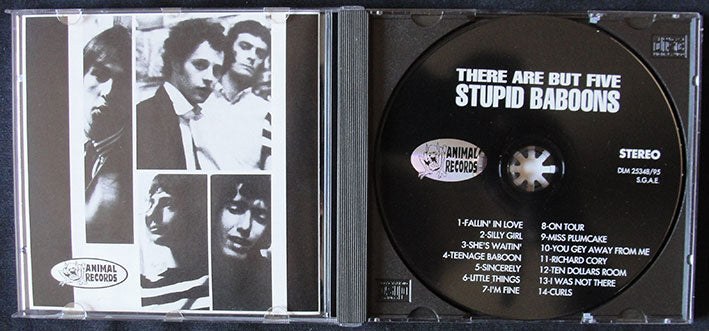 ANIMAL
RECORDS
THERE ARE BUT FIVE
STUPID BABOONS
ANIMAL
RECORDS
STEREO
DLM 25348/95
S.G.A.E.
1-FALLIN' IN LOVE
2-SILLY GIRL
3-SHE'S WAITIN'
4-TEENAGE BABOON
5-SINCERELY
6-LITTLE THINGS
7-I'M FINE
8-ON TOUR
9-MISS PLUMCAKE
10-YOU GEY AWAY FROM ME
11-RICHARD CORY
12-TEN DOLLARS ROOM
13-I WAS NOT THERE
14-CURLS